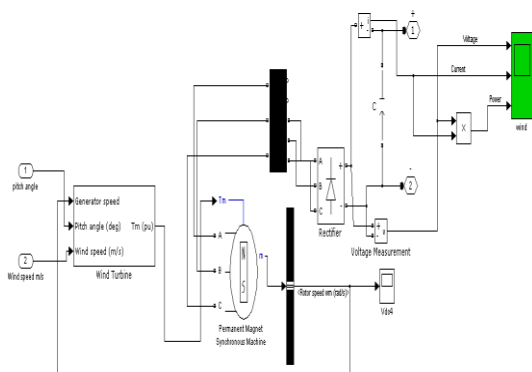 +
i
+
-
1
Voltage
Current
Power
wind
C
x
1
pitch angle
Generator speed
Pitch angle (deg)
Tm (pu)
Wind speed (m/s)
Wind Turbine
2
Wind speed m/s
Tm
A
B
C
m
Permanent Magnet
Synchronous Machine
A
B
C
+
-
Rectifier
-
2
+
-
v
Voltage Measurement
<Rotor speed wm (rad/s)>
Vdo4